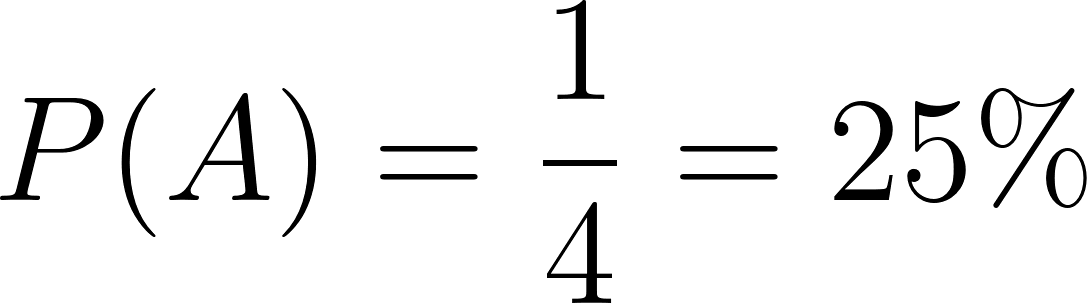 P(A) = 1/4 = 25%